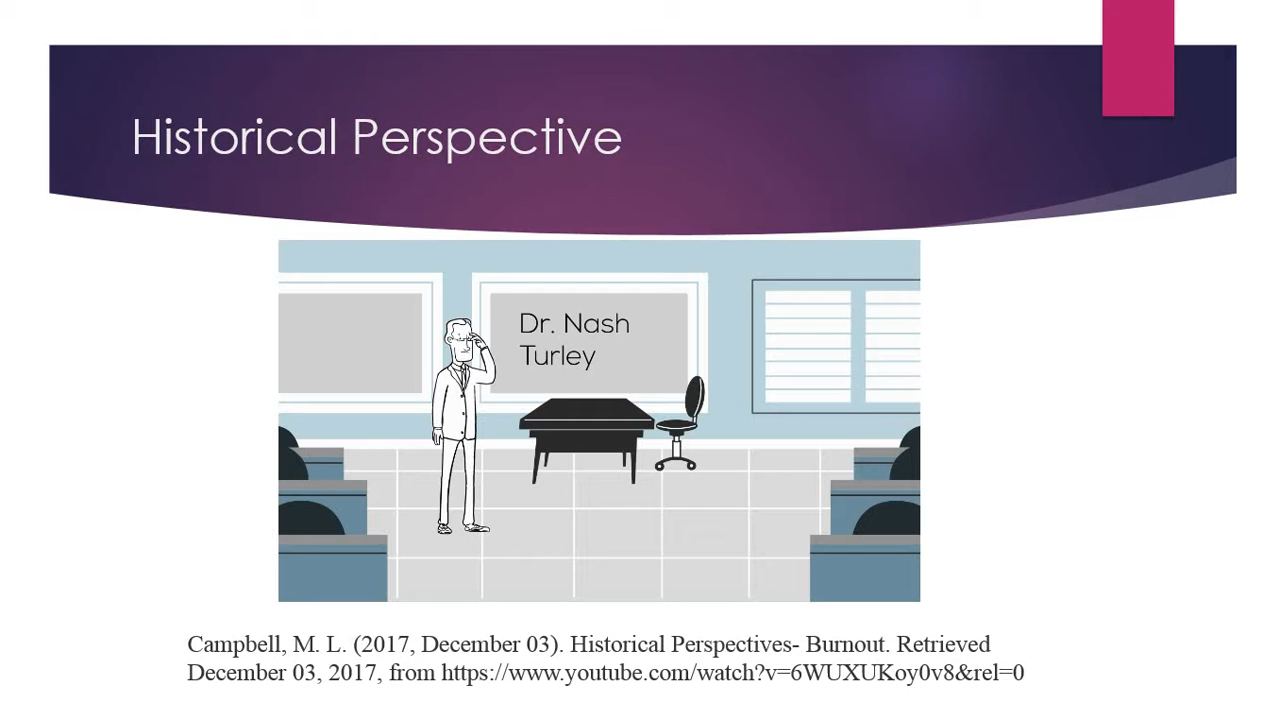 Historical Perspective
Dr. Nash
Turley
Campbell, M. L. (2017, December 03). Historical Perspectives- Burnout. Retrieved
December 03, 2017, from https://www.youtube.com/watch?v=6WUXUKoy0v8&rel=0